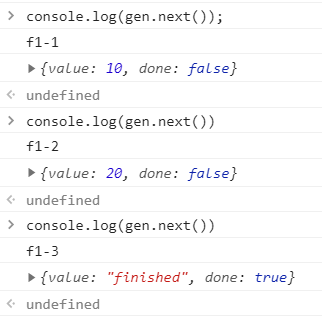 console.log(gen.next());
f1-1
{value: 10, done: false}
undefined
console.log(gen.next())
f1-2
{value: 20, done: false}
undefined
console.log(gen.next())
f1-3
{value: "finished", done: true}
undefined